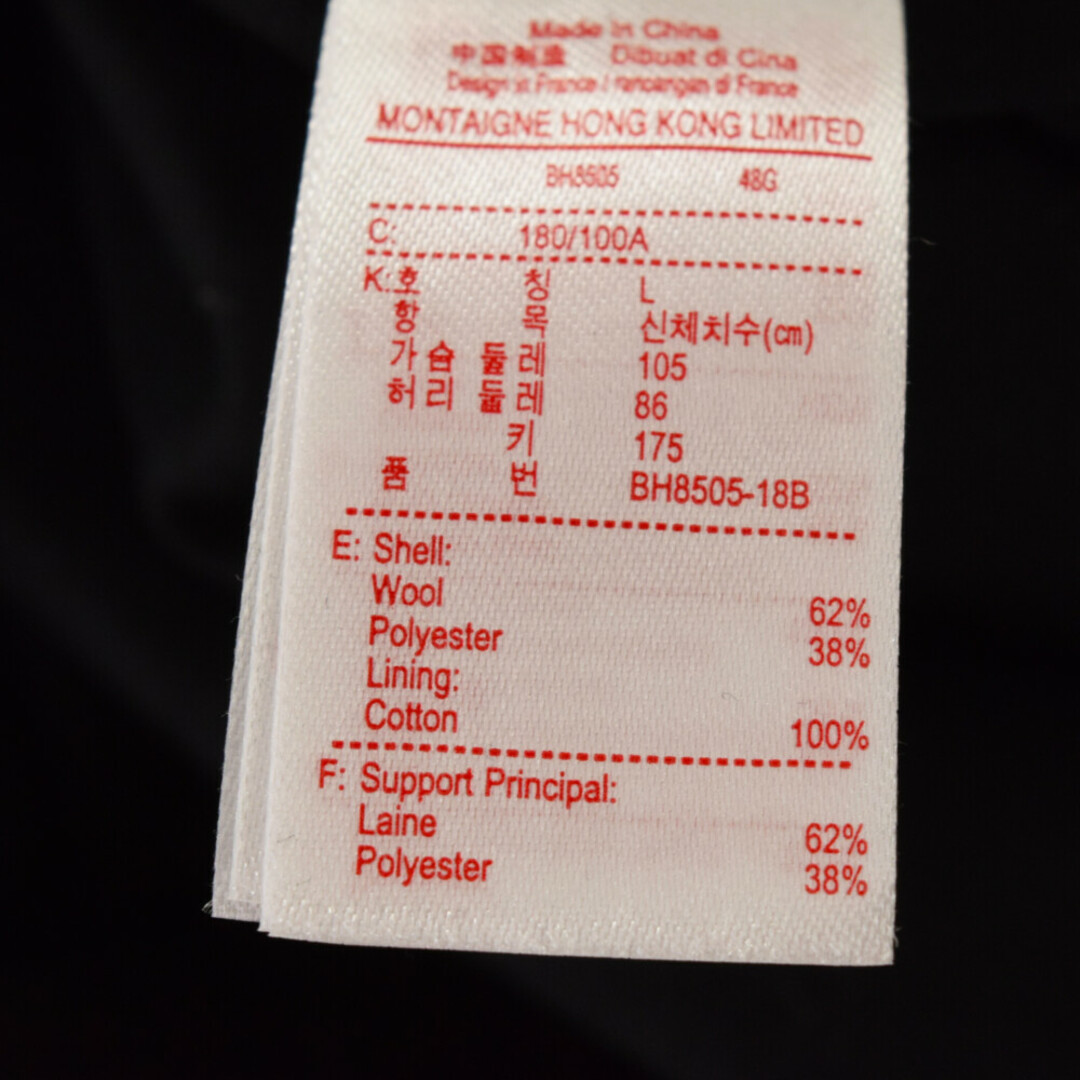 Made in China
中国制造 Dibuat di Cina
Design in France / rancangan di France
MONTAIGNE HONG KONG LIMITED
BH8505 48G
C: 180/100A
K:호 칭 L
항 목 신체치수(㎝)
가슴 둘레 105
허리 둘레 86
키 175
품 번 BH8505-18B
E: Shell:
Wool 62%
Polyester 38%
Lining:
Cotton 100%
F: Support Principal:
Laine 62%
Polyester 38%